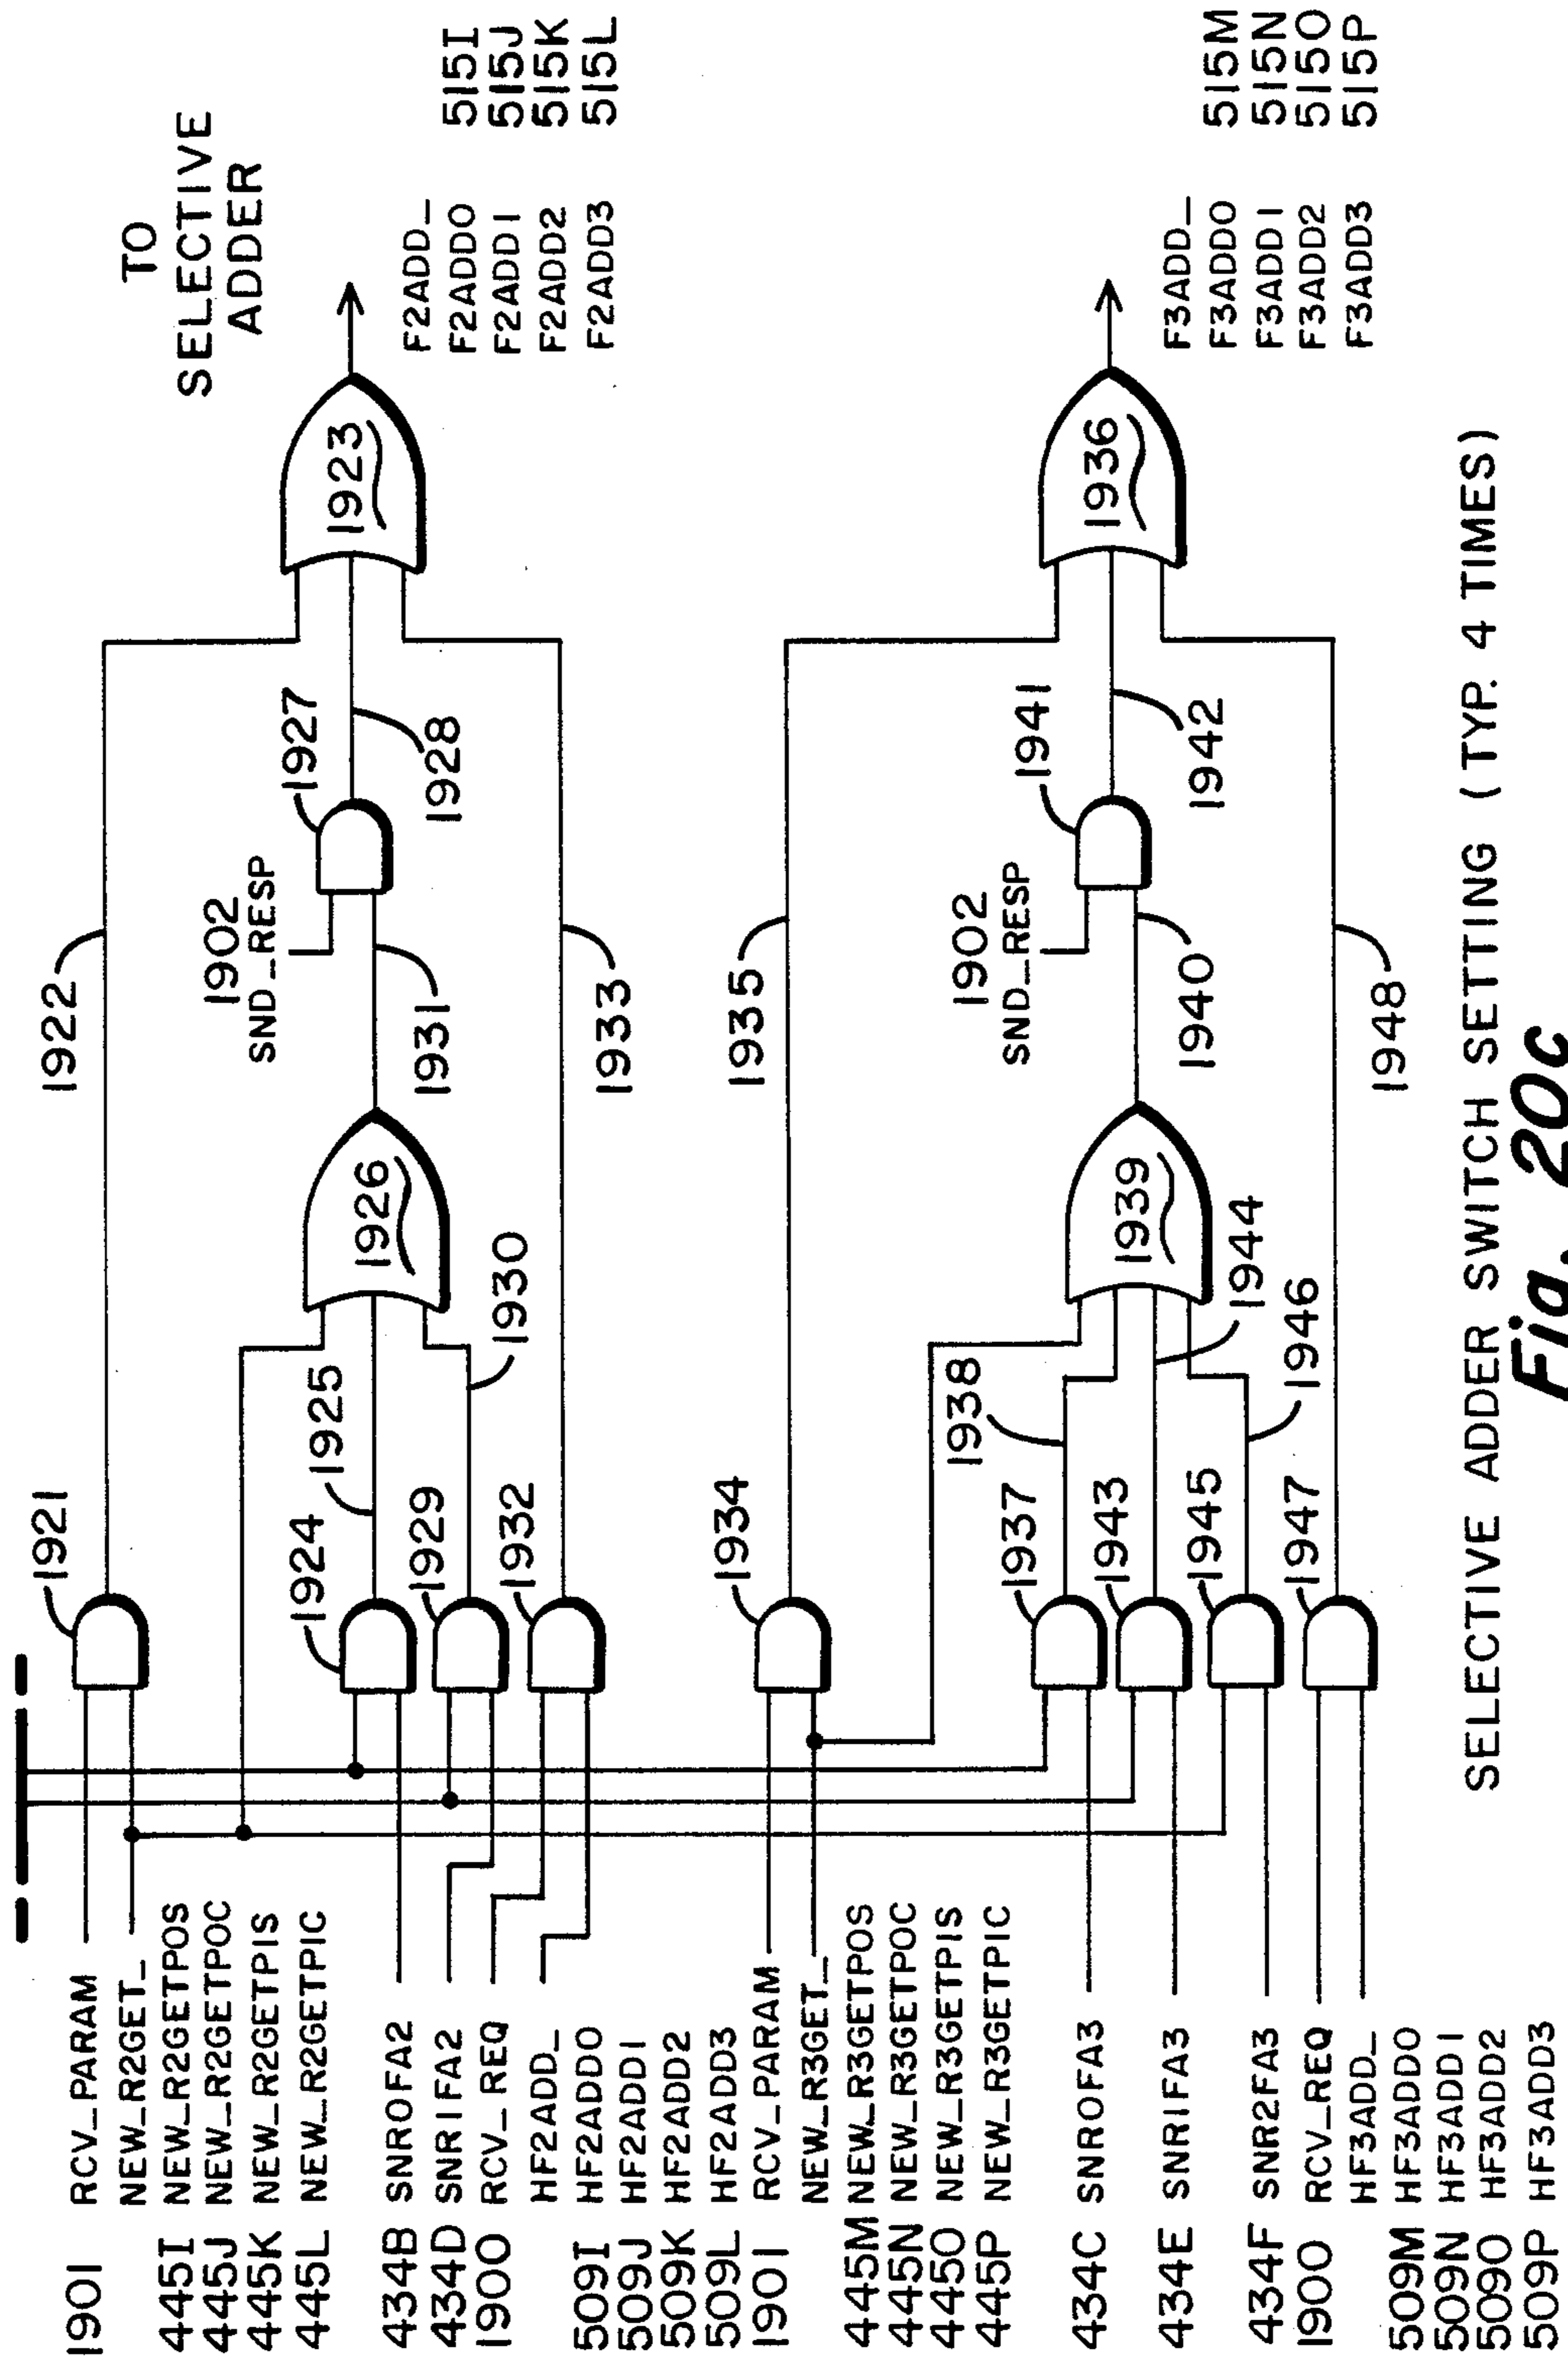 TO
SELECTIVE
ADDER
1901 RCV_PARAM
NEW_R2GET_
445I NEW_R2GETPOS
445J NEW_R2GETPOC
445K NEW_R2GETPIS
445L NEW_R2GETPIC
434B SNR0FA2
434D SNR1FA2
1900 RCV_REQ
HF2ADD_
509I HF2ADD0
509J HF2ADD1
509K HF2ADD2
509L HF2ADD3
1921
1922
1924
1925
1929
1930
1932
1933
1926
1931
1902
SND_RESP
1927
1928
1923
F2ADD_
F2ADD0 515I
F2ADD1 515J
F2ADD2 515K
F2ADD3 515L
1901 RCV_PARAM
NEW_R3GET_
445M NEW_R3GETPOS
445N NEW_R3GETPOC
445O NEW_R3GETPIS
445P NEW_R3GETPIC
434C SNR0FA3
434E SNR1FA3
434F SNR2FA3
1900 RCV_REQ
HF3ADD_
509M HF3ADD0
509N HF3ADD1
509O HF3ADD2
509P HF3ADD3
1934
1935
1937
1938
1943
1944
1945
1946
1947
1948
1939
1940
1902
SND_RESP
1941
1942
1936
F3ADD_
F3ADD0 515M
F3ADD1 515N
F3ADD2 515O
F3ADD3 515P
SELECTIVE ADDER SWITCH SETTING (TYP. 4 TIMES)
Fig. 20c